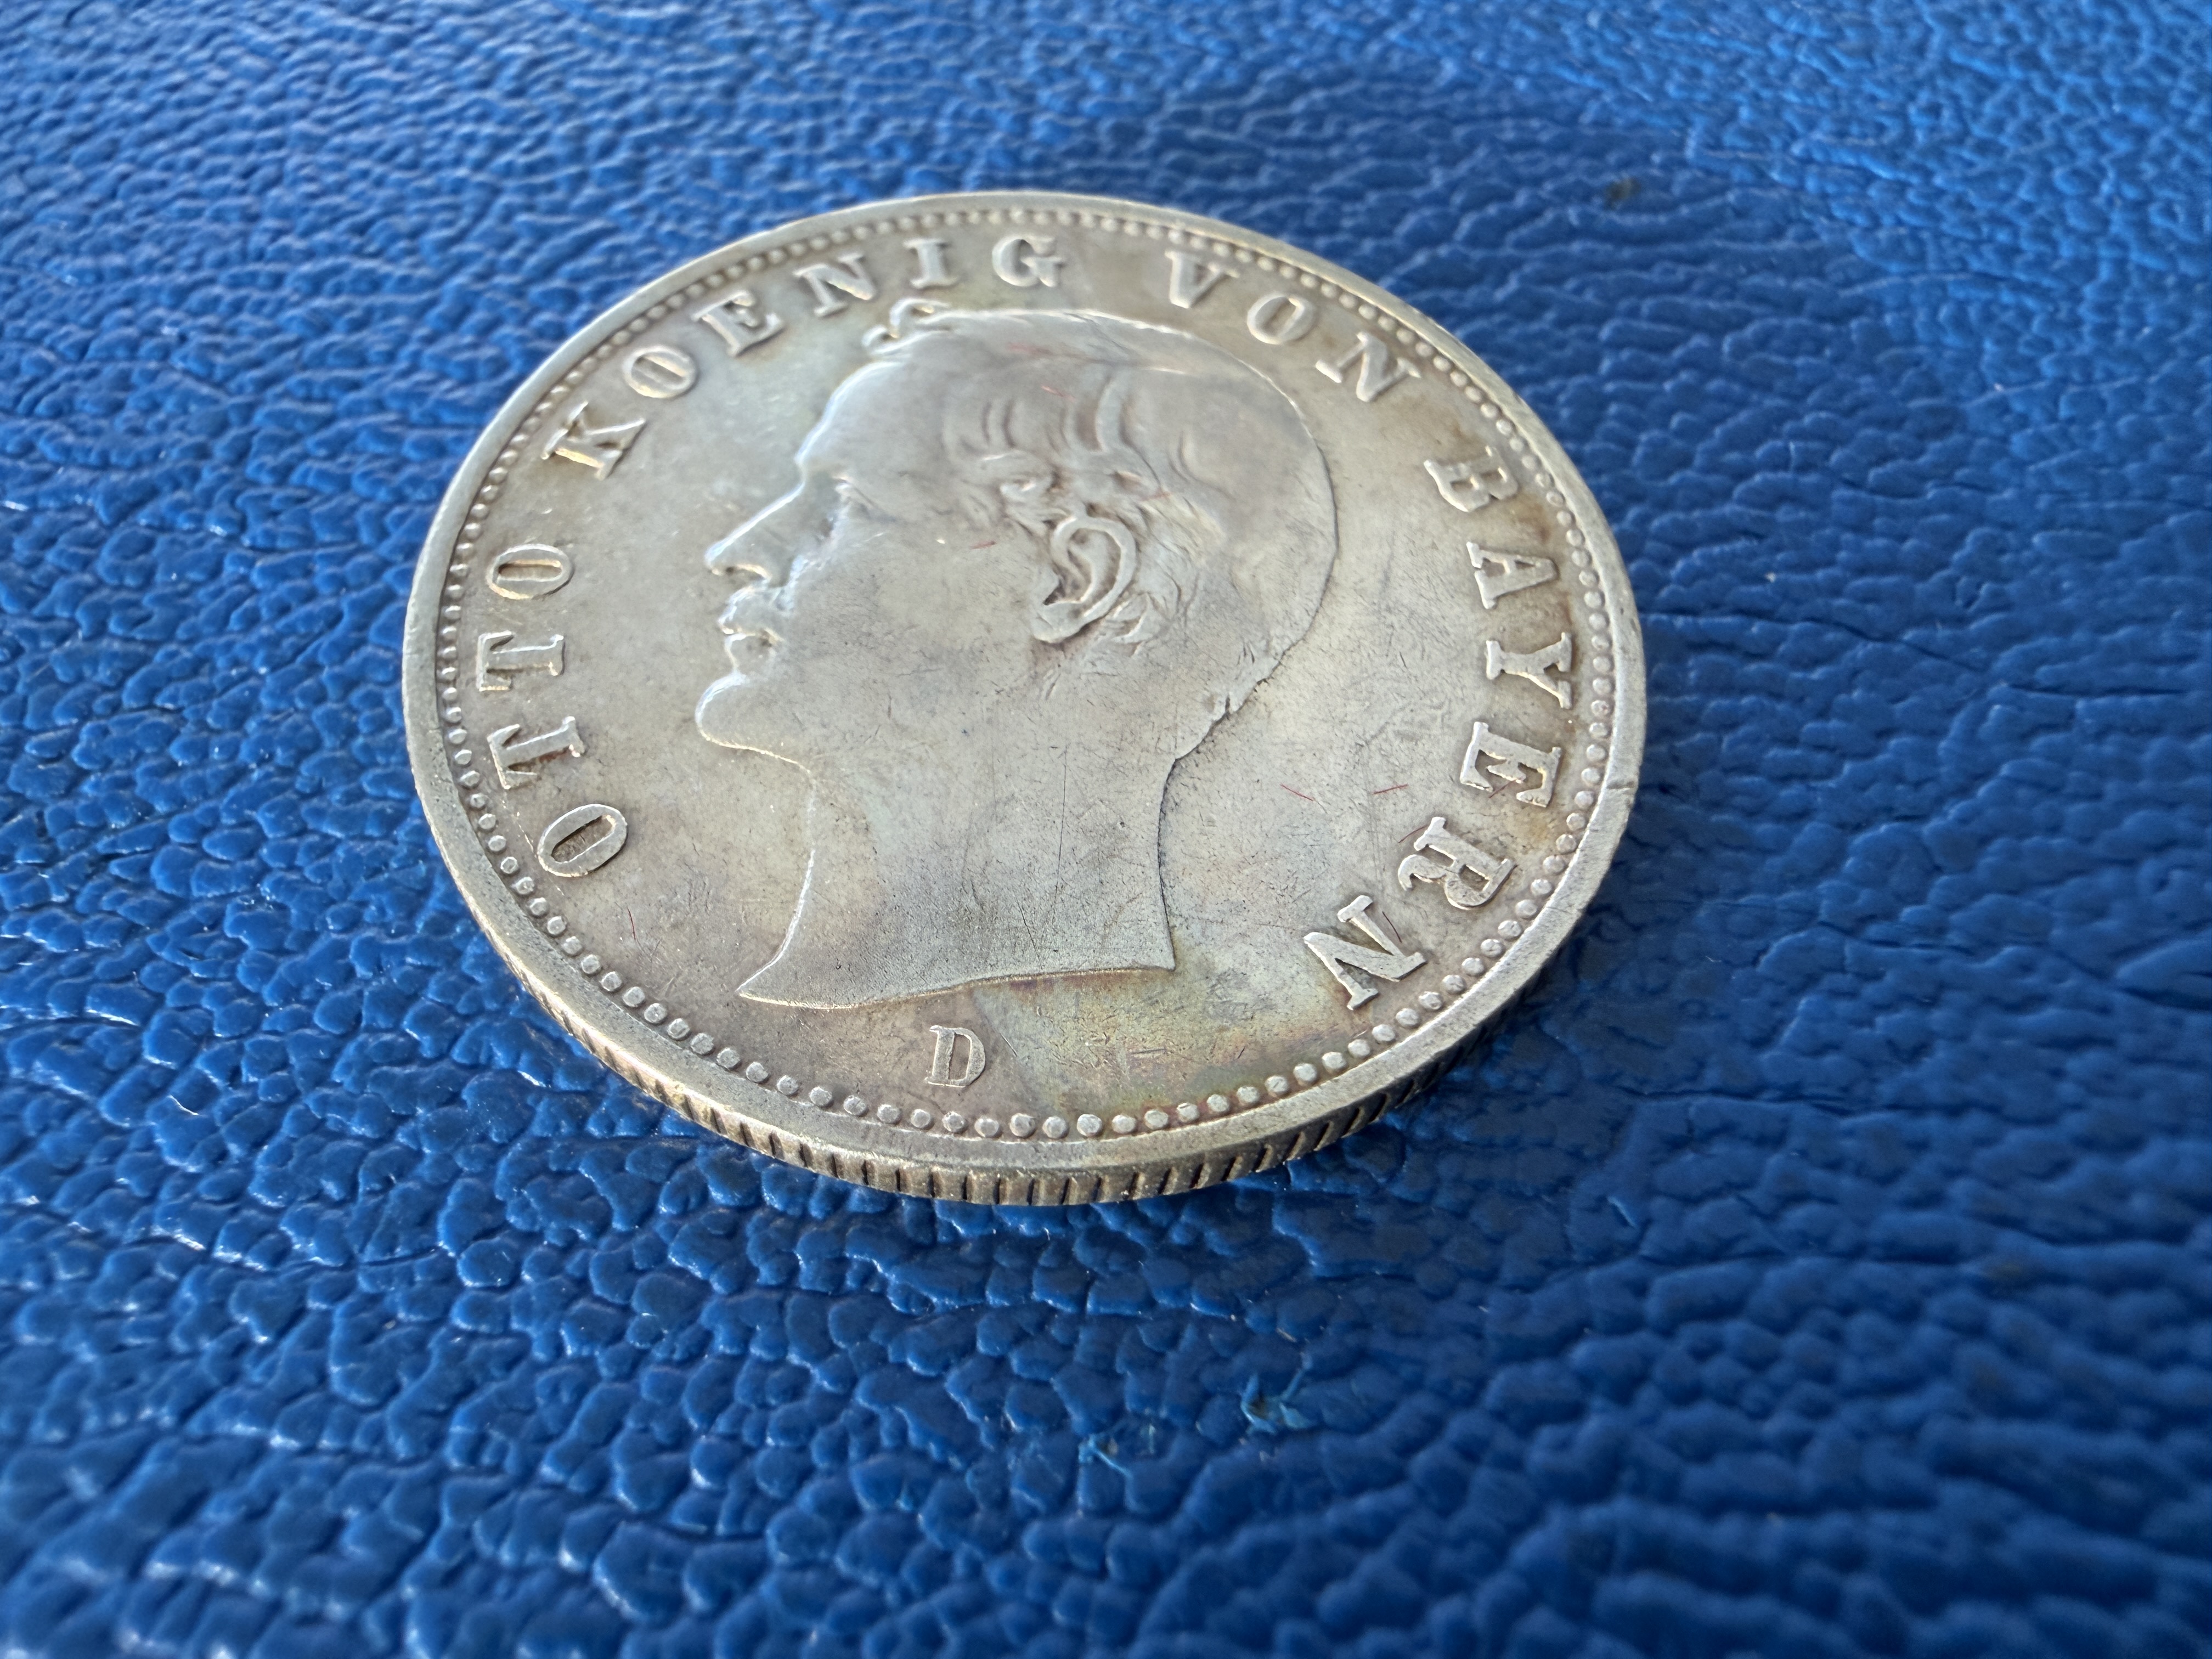 OTTO KOENIG VON BAYERN
D